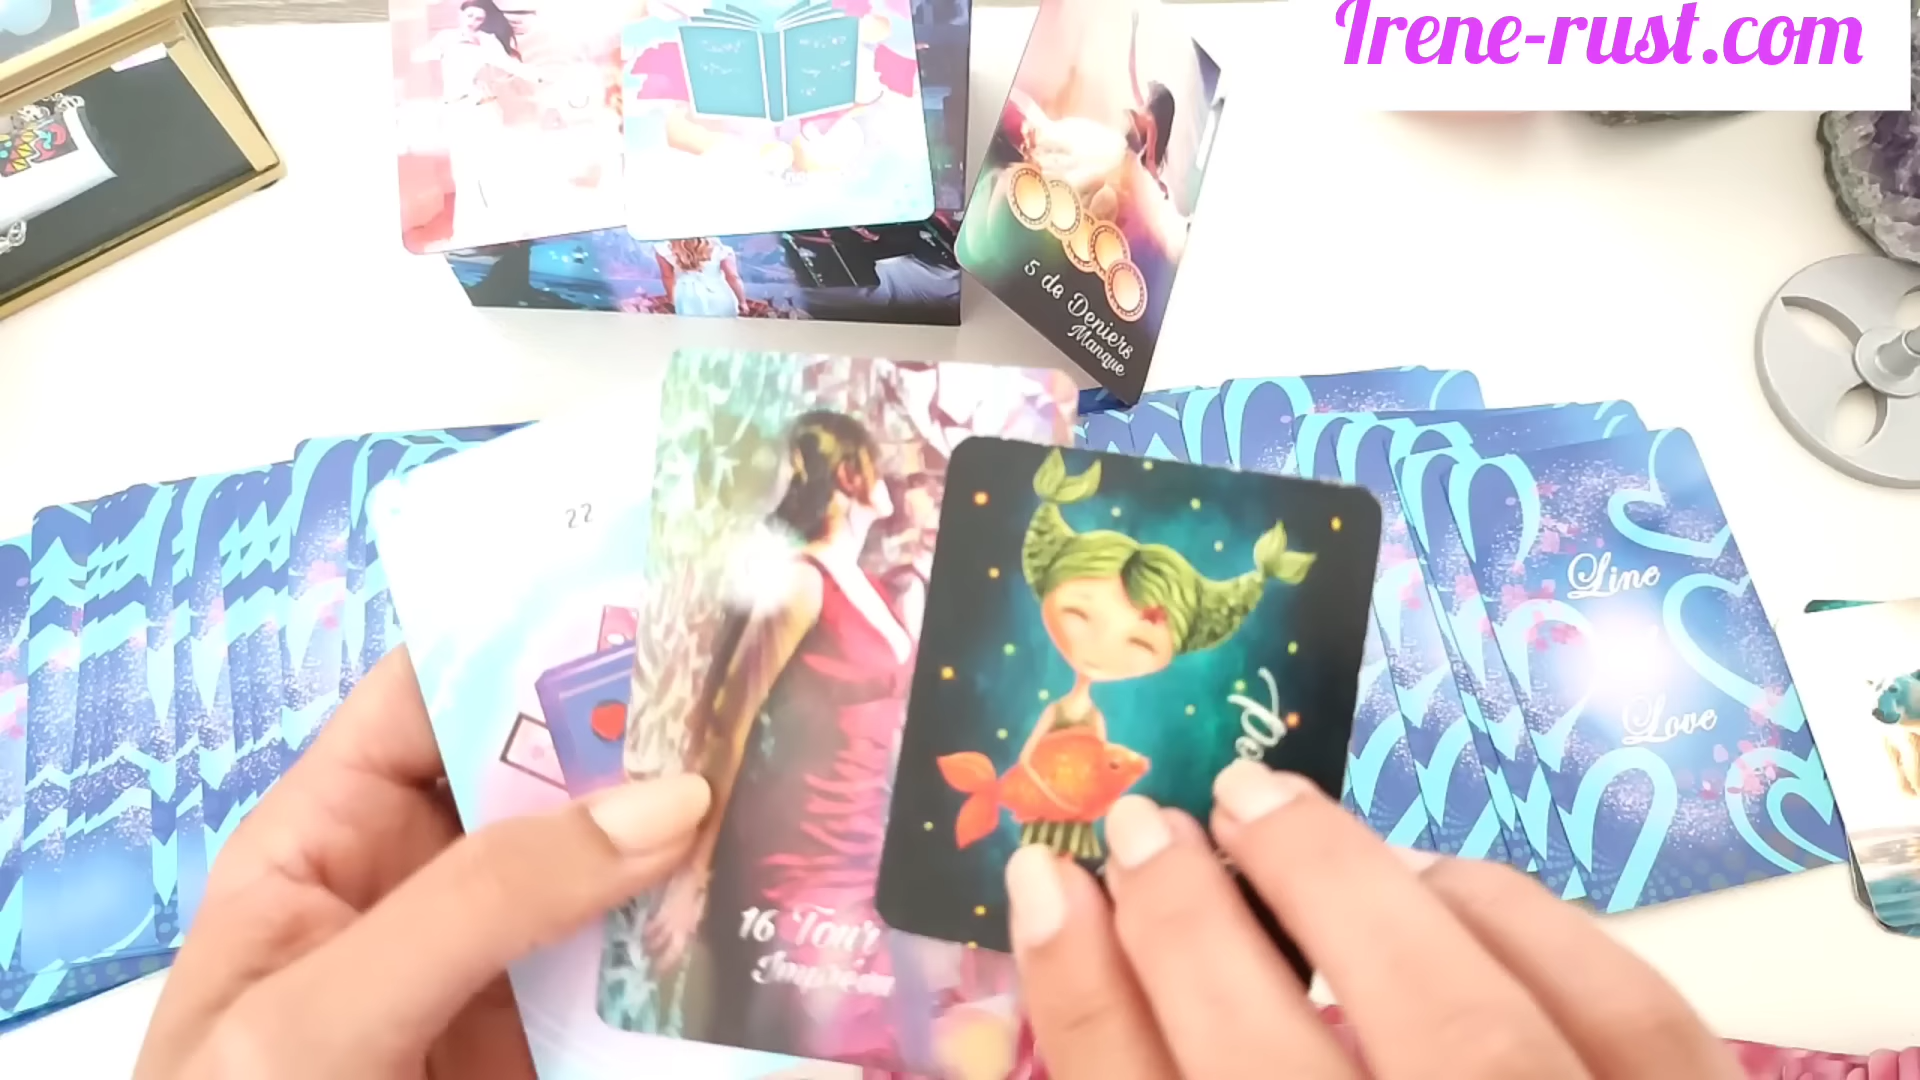 Irene-rust.com
5 de Deniers
Manque
22
Line
Love
16 Tour